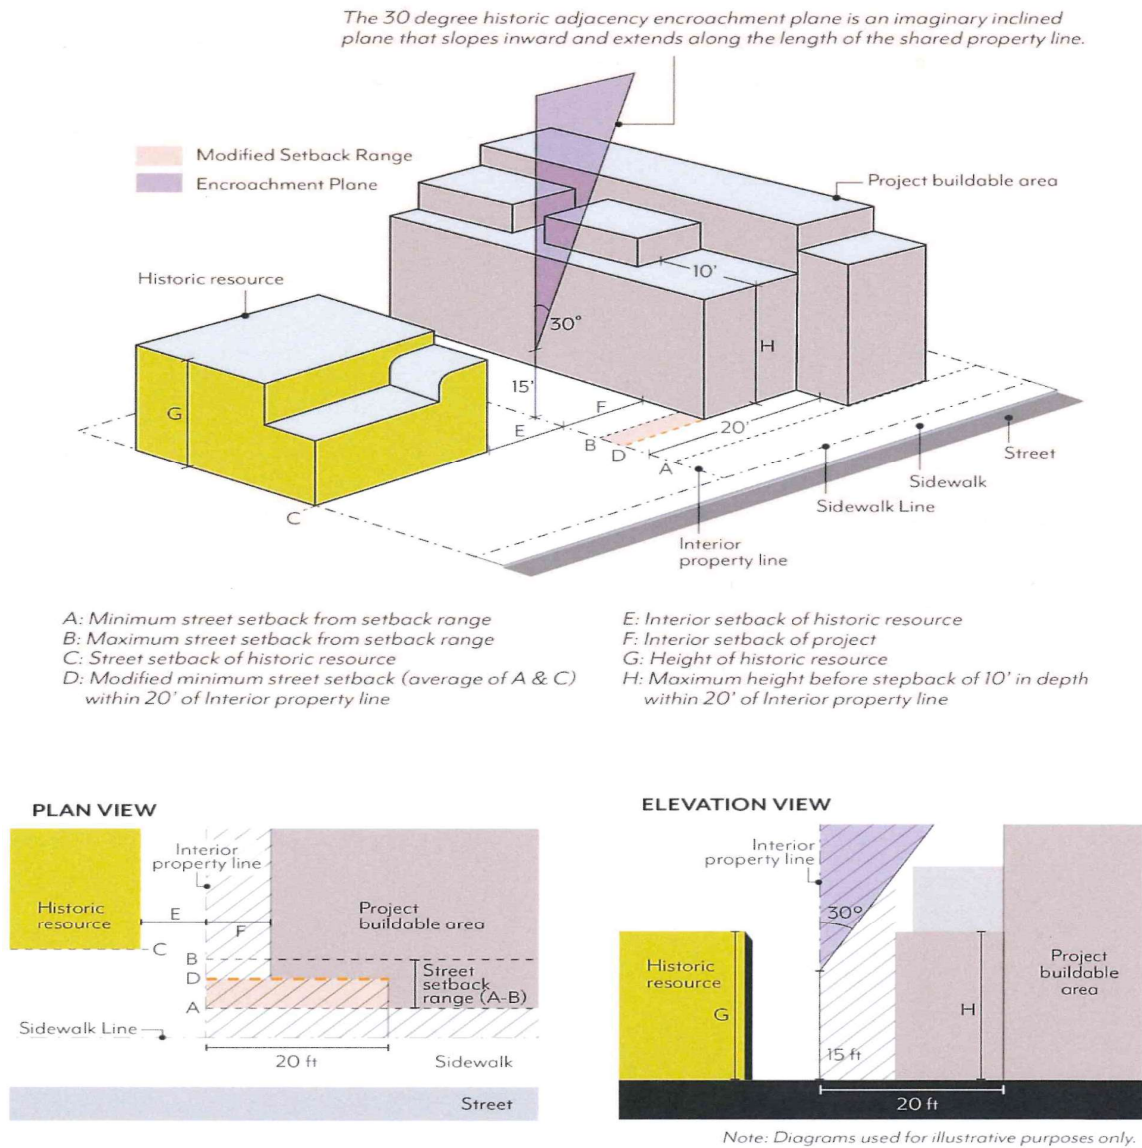 The 30 degree historic adjacency encroachment plane is an imaginary inclined
plane that slopes inward and extends along the length of the shared property line.
Modified Setback Range
Encroachment Plane
Project buildable area
Historic resource
10'
30°
H
15'
G
F
E
20'
B
D
A
Street
Sidewalk
Sidewalk Line
C
Interior
property line
A: Minimum street setback from setback range
B: Maximum street setback from setback range
C: Street setback of historic resource
D: Modified minimum street setback (average of A & C)
within 20' of Interior property line
E: Interior setback of historic resource
F: Interior setback of project
G: Height of historic resource
H: Maximum height before stepback of 10' in depth
within 20' of Interior property line
PLAN VIEW
Interior
property line
Historic
resource
E
F
Project
buildable area
C
B
D
A
Street
setback
range (A-B)
Sidewalk Line
20 ft
Sidewalk
Street
ELEVATION VIEW
Interior
property line
30°
Historic
resource
G
H
Project
buildable
area
15 ft
20 ft
Note: Diagrams used for illustrative purposes only.